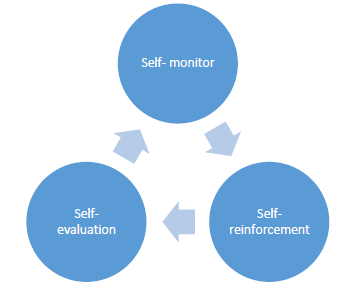 Self- monitor
Self-
evaluation
Self-
reinforcement